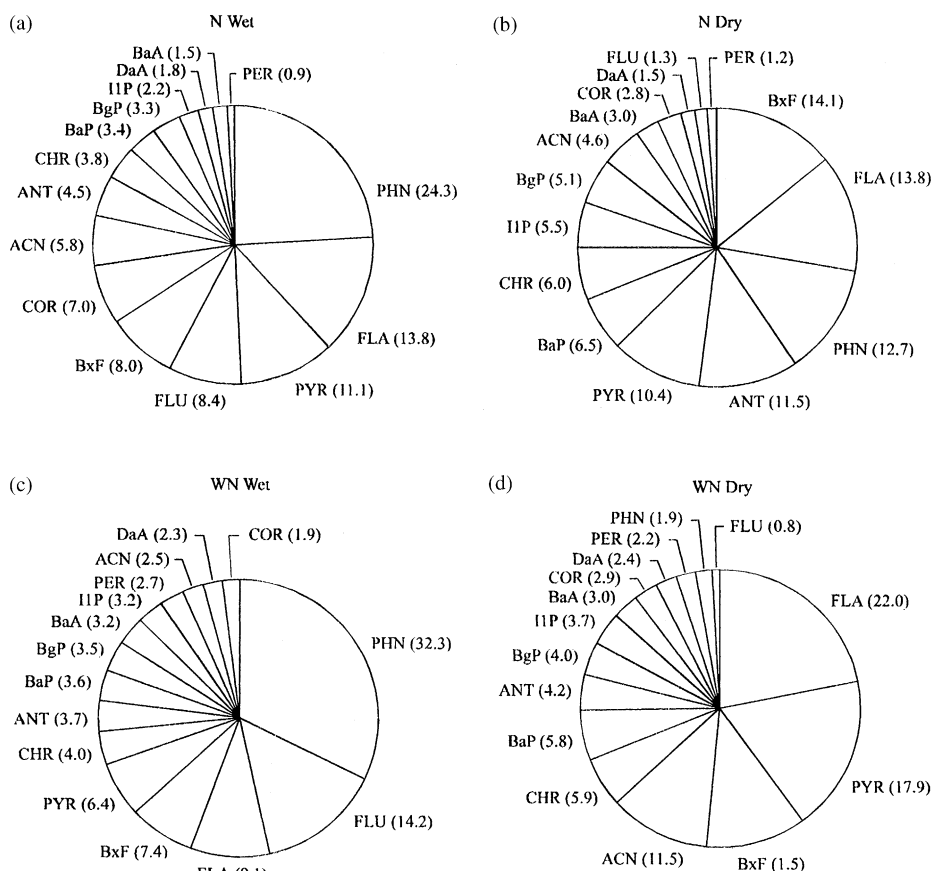 (a)
N Wet
BaA (1.5)
PER (0.9)
DaA (1.8)
I1P (2.2)
BgP (3.3)
BaP (3.4)
CHR (3.8)
ANT (4.5)
ACN (5.8)
COR (7.0)
BxF (8.0)
FLU (8.4)
PYR (11.1)
FLA (13.8)
PHN (24.3)
(b)
N Dry
FLU (1.3)
PER (1.2)
DaA (1.5)
COR (2.8)
BaA (3.0)
ACN (4.6)
BgP (5.1)
I1P (5.5)
CHR (6.0)
BaP (6.5)
PYR (10.4)
ANT (11.5)
PHN (12.7)
FLA (13.8)
BxF (14.1)
(c)
WN Wet
DaA (2.3)
COR (1.9)
ACN (2.5)
PER (2.7)
I1P (3.2)
BaA (3.2)
BgP (3.5)
BaP (3.6)
ANT (3.7)
CHR (4.0)
PYR (6.4)
BxF (7.4)
FLA (9.1)
FLU (14.2)
PHN (32.3)
(d)
WN Dry
PHN (1.9)
FLU (0.8)
PER (2.2)
DaA (2.4)
COR (2.9)
BaA (3.0)
I1P (3.7)
BgP (4.0)
ANT (4.2)
BaP (5.8)
CHR (5.9)
ACN (11.5)
BxF (1.5)
PYR (17.9)
FLA (22.0)